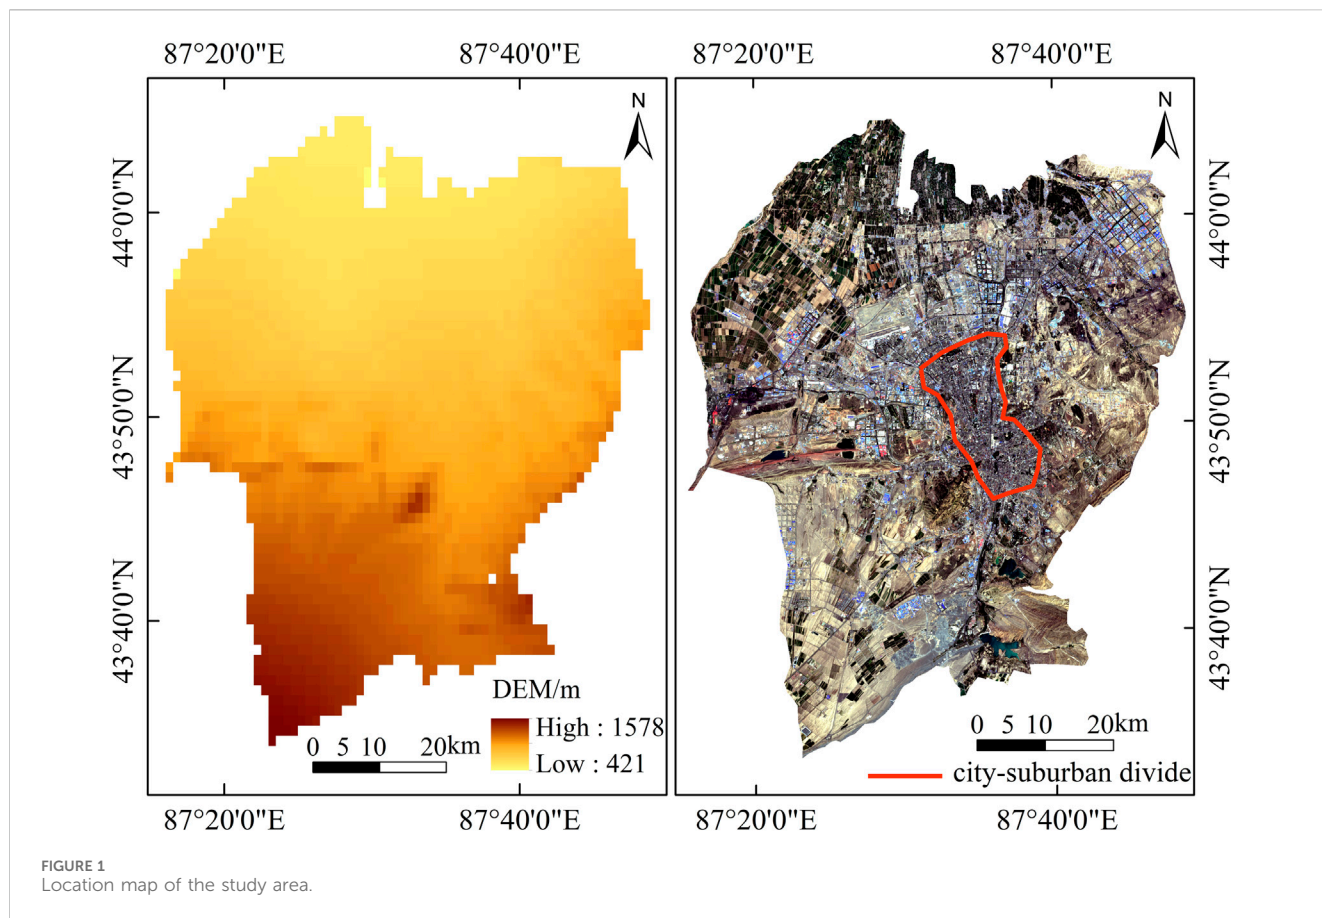 87°20'0"E
87°40'0"E
87°20'0"E
87°40'0"E
N
N
44°0'0"N
43°50'0"N
43°40'0"N
44°0'0"N
43°50'0"N
43°40'0"N
DEM/m
High : 1578
Low : 421
0 5 10 20km
0 5 10 20km
city-suburban divide
87°20'0"E
87°40'0"E
87°20'0"E
87°40'0"E
FIGURE 1
Location map of the study area.